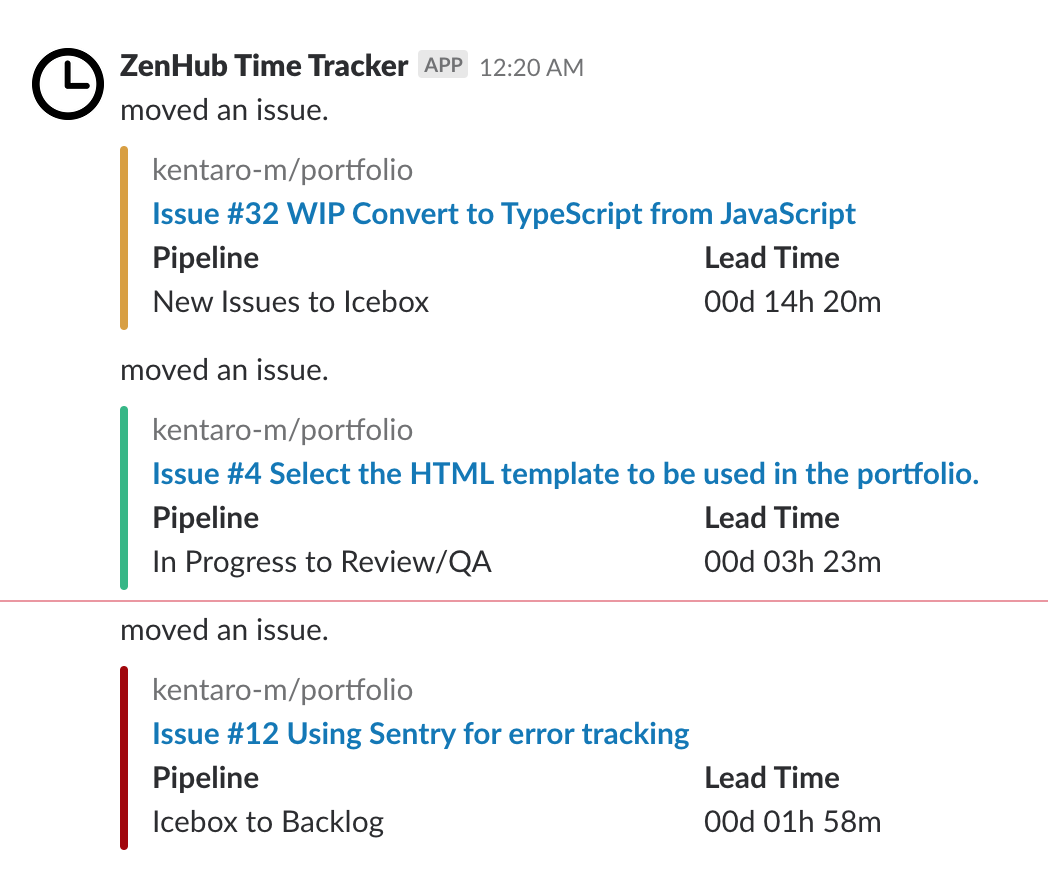 ZenHub Time Tracker APP 12:20 AM
moved an issue.
kentaro-m/portfolio
Issue #32 WIP Convert to TypeScript from JavaScript
Pipeline Lead Time
New Issues to Icebox 00d 14h 20m
moved an issue.
kentaro-m/portfolio
Issue #4 Select the HTML template to be used in the portfolio.
Pipeline Lead Time
In Progress to Review/QA 00d 03h 23m
moved an issue.
kentaro-m/portfolio
Issue #12 Using Sentry for error tracking
Pipeline Lead Time
Icebox to Backlog 00d 01h 58m